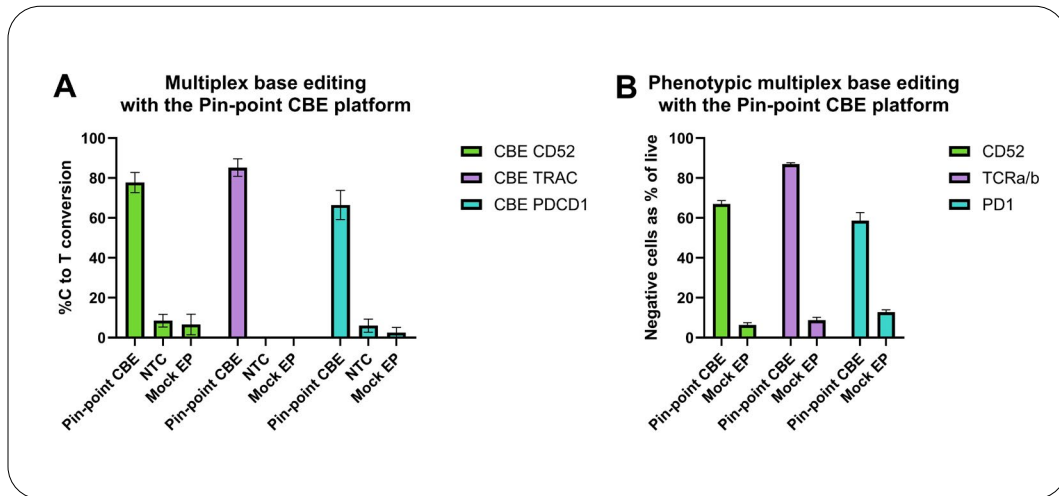 A
Multiplex base editing
with the Pin-point CBE platform
%C to T conversion
100
80
60
40
20
0
Pin-point CBE
NTC
Mock EP
Pin-point CBE
NTC
Mock EP
Pin-point CBE
NTC
Mock EP
CBE CD52
CBE TRAC
CBE PDCD1
B
Phenotypic multiplex base editing
with the Pin-point CBE platform
Negative cells as % of live
100
80
60
40
20
0
Pin-point CBE
Mock EP
Pin-point CBE
Mock EP
Pin-point CBE
Mock EP
CD52
TCRa/b
PD1